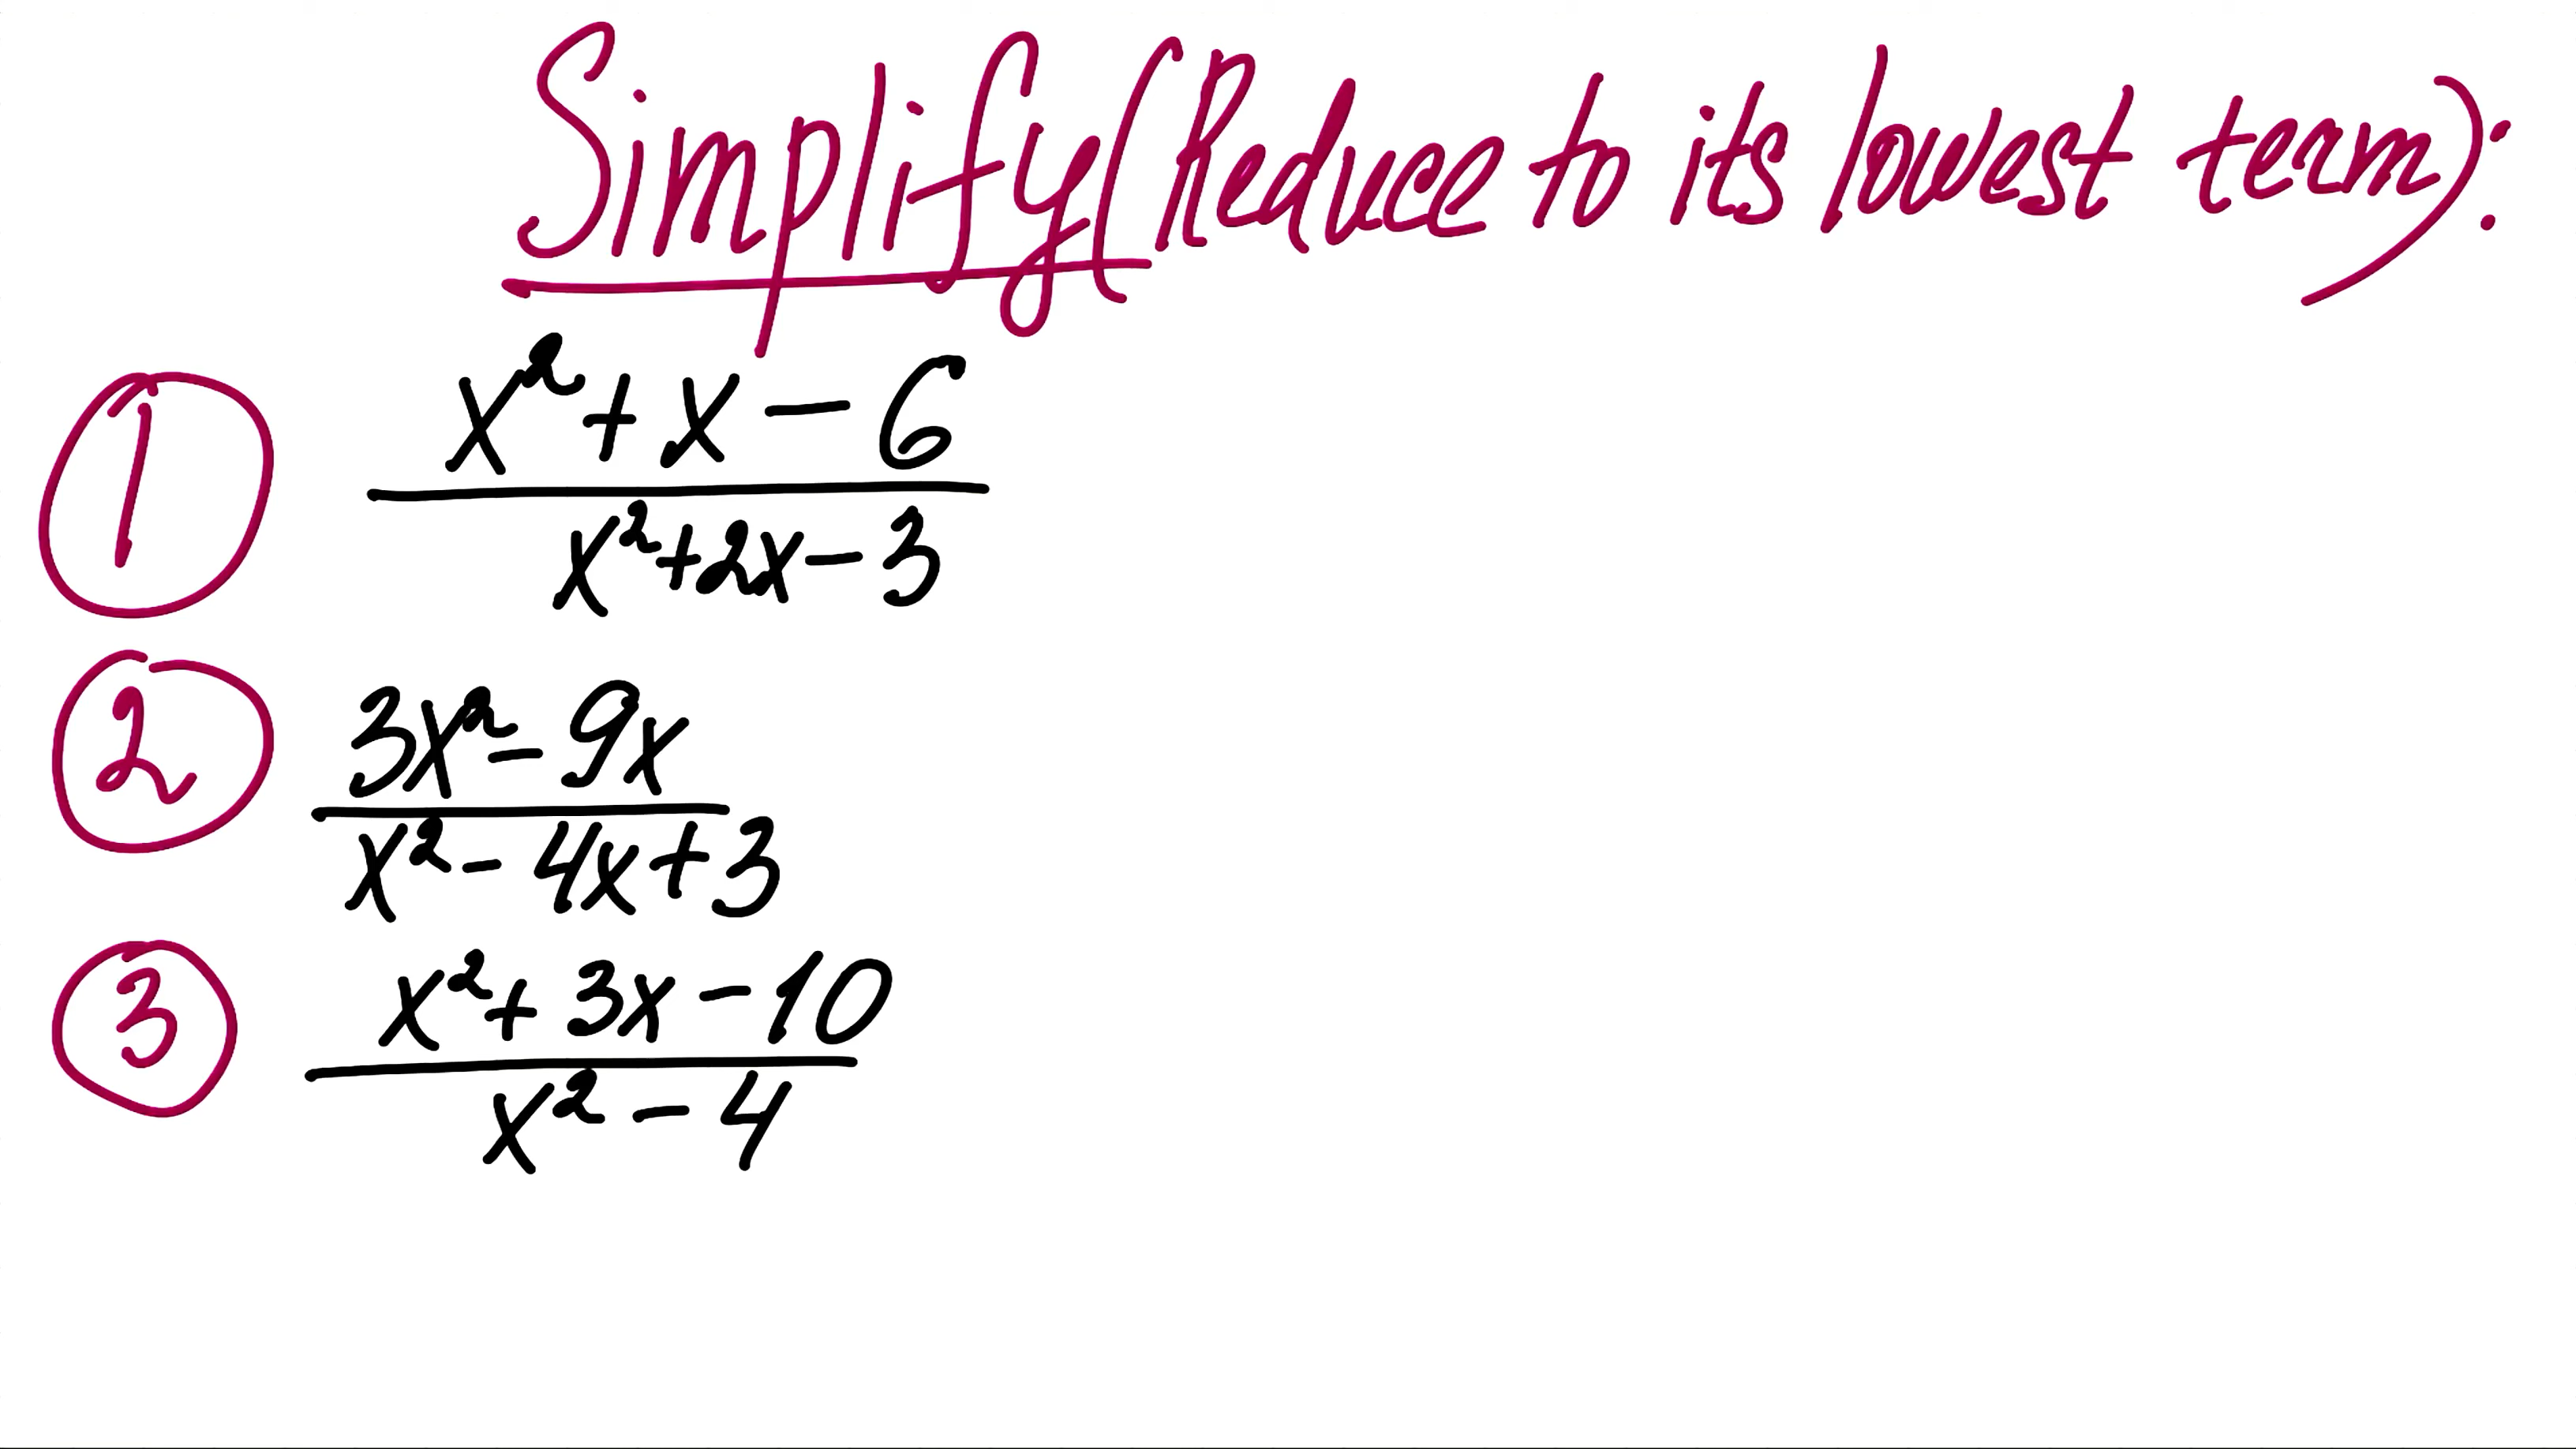 Simplify (Reduce to its lowest term):
1
x² + x - 6
x² + 2x - 3
2
3x² - 9x
x² - 4x + 3
3
x² + 3x - 10
x² - 4